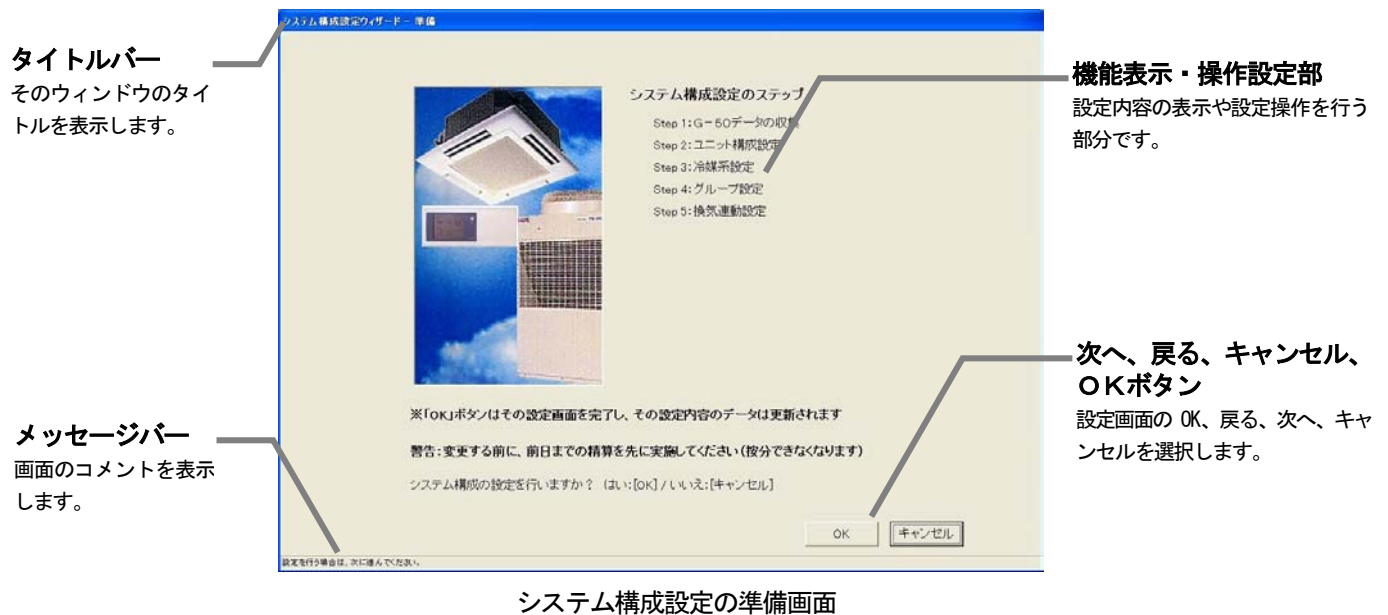 システム構成設定ウィザード － 準備
タイトルバー
そのウィンドウのタイ
トルを表示します。
機能表示・操作設定部
設定内容の表示や設定操作を行う
部分です。
システム構成設定のステップ
Step 1:G－50データの収集
Step 2:ユニット構成設定
Step 3:冷媒系設定
Step 4:グループ設定
Step 5:換気連動設定
次へ、戻る、キャンセル、
ＯＫボタン
設定画面の OK、戻る、次へ、キャ
ンセルを選択します。
メッセージバー
画面のコメントを表示
します。
※「OK」ボタンはその設定画面を完了し、その設定内容のデータは更新されます
警告:変更する前に、前日までの精算を先に実施してください(按分できなくなります)
システム構成の設定を行いますか？ (はい:[OK] / いいえ:[キャンセル]
OK
キャンセル
設定を行う場合は、次に進んでください。
システム構成設定の準備画面